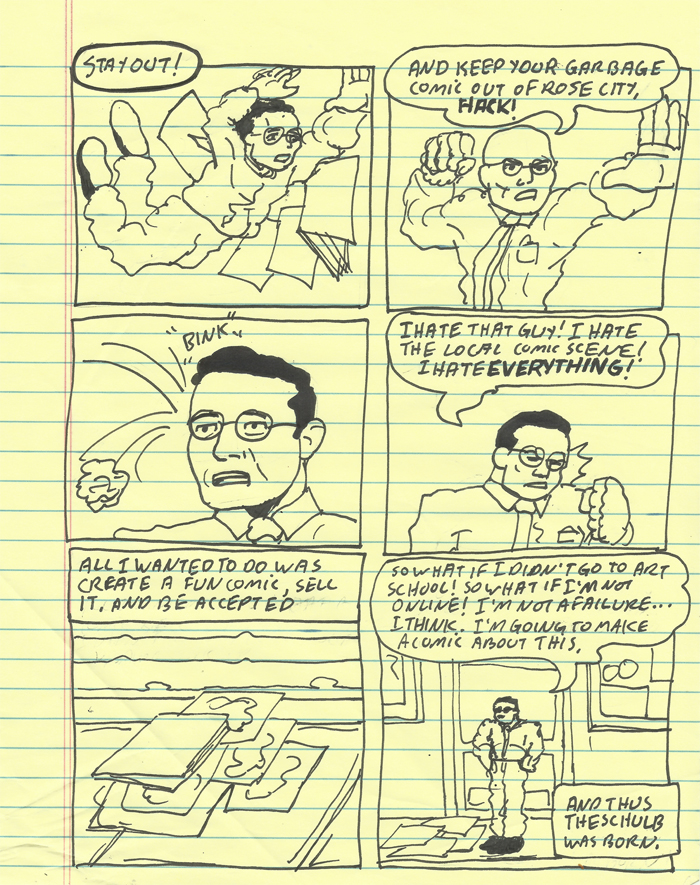 STAY OUT!
AND KEEP YOUR GARBAGE
COMIC OUT OF ROSE CITY,
HACK!
"BINK"
I HATE THAT GUY! I HATE
THE LOCAL COMIC SCENE!
I HATE EVERYTHING!
ALL I WANTED TO DO WAS
CREATE A FUN COMIC, SELL
IT, AND BE ACCEPTED
SO WHAT IF I DIDN'T GO TO ART
SCHOOL! SO WHAT IF I'M NOT
ONLINE! I'M NOT A FAILURE...
I THINK. I'M GOING TO MAKE
A COMIC ABOUT THIS.
AND THUS
THE SCHULB
WAS BORN.